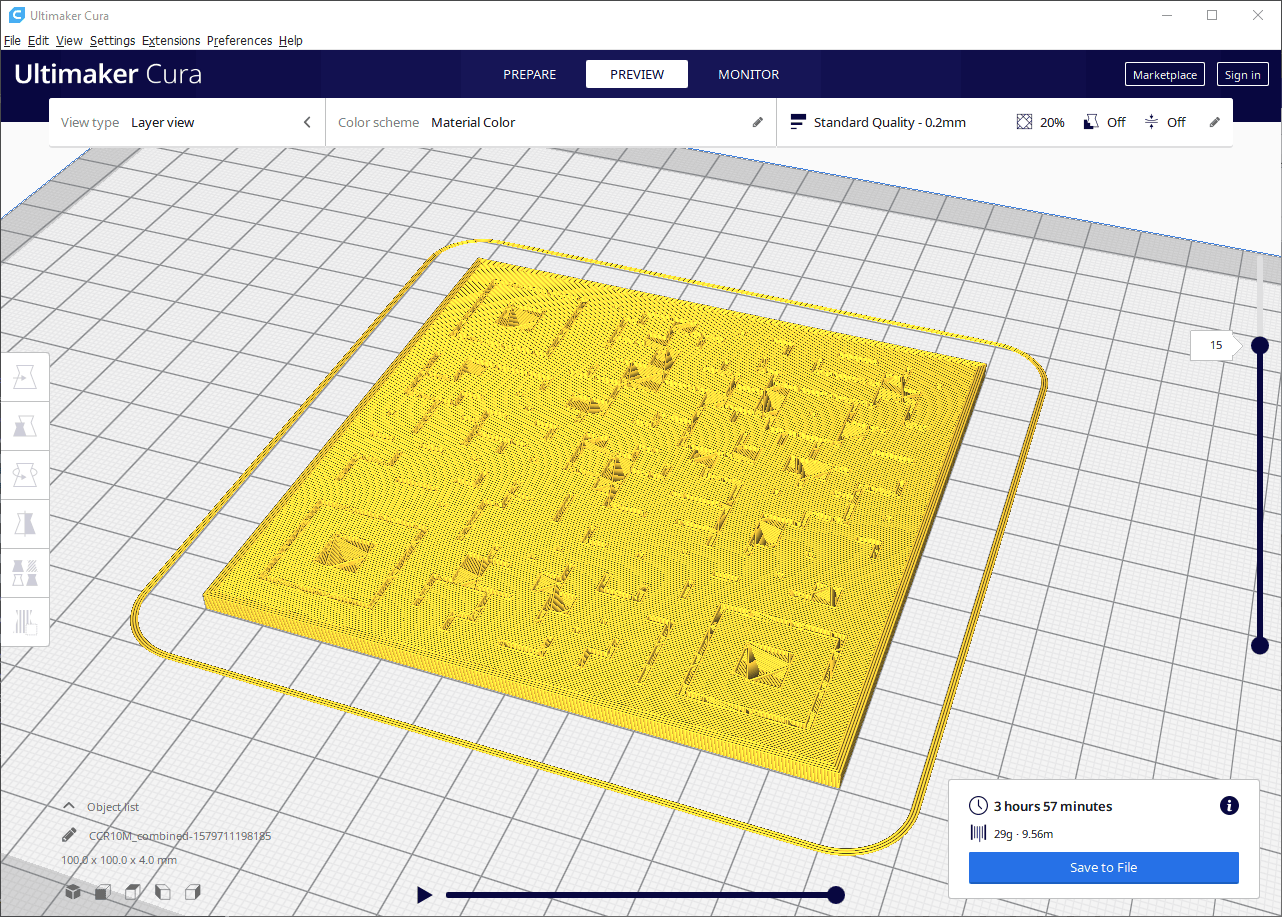 Ultimaker Cura
File Edit View Settings Extensions Preferences Help
Ultimaker Cura
PREPARE PREVIEW MONITOR
Marketplace Sign in
View type Layer view
Color scheme Material Color
Standard Quality - 0.2mm 20% Off Off
15
3 hours 57 minutes
29g · 9.56m
Save to File
Object list
CCR10M_combined-1579711198185
100.0 x 100.0 x 4.0 mm